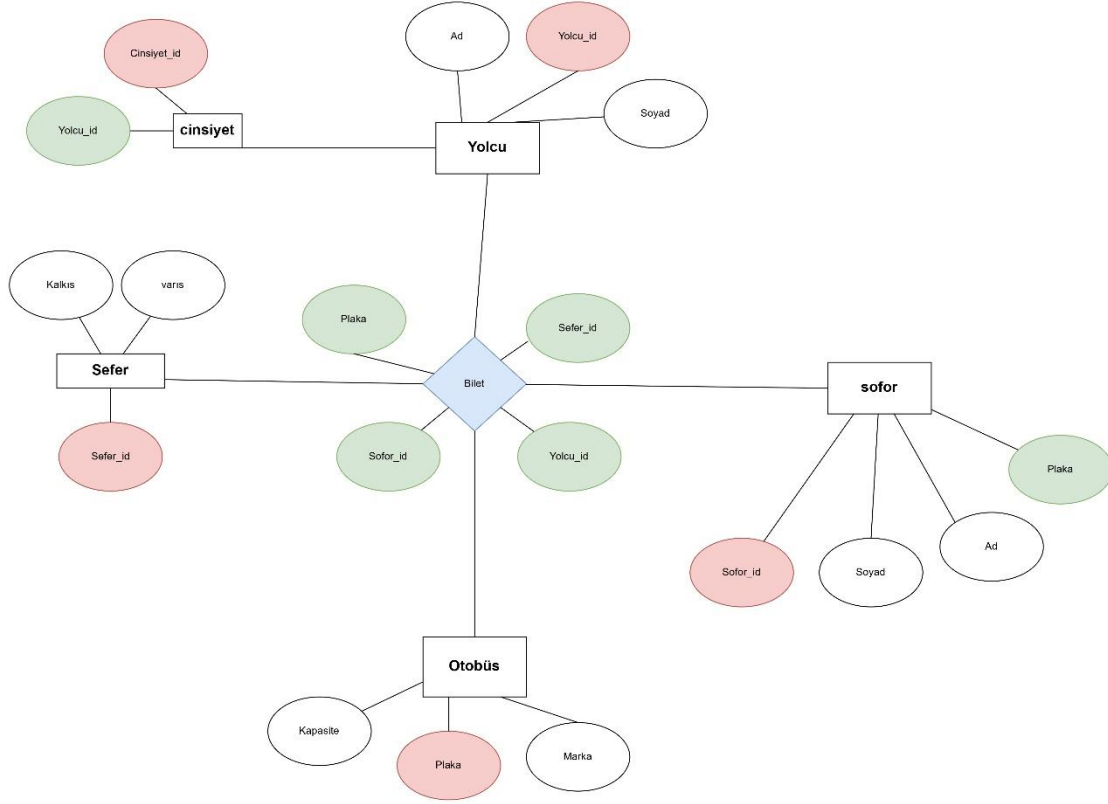 Ad
Yolcu_id
Cinsiyet_id
Soyad
Yolcu_id
cinsiyet
Yolcu
Kalkıs
varıs
Plaka
Sefer_id
Sefer
Bilet
sofor
Sefer_id
Sofor_id
Yolcu_id
Plaka
Ad
Sofor_id
Soyad
Otobüs
Kapasite
Plaka
Marka